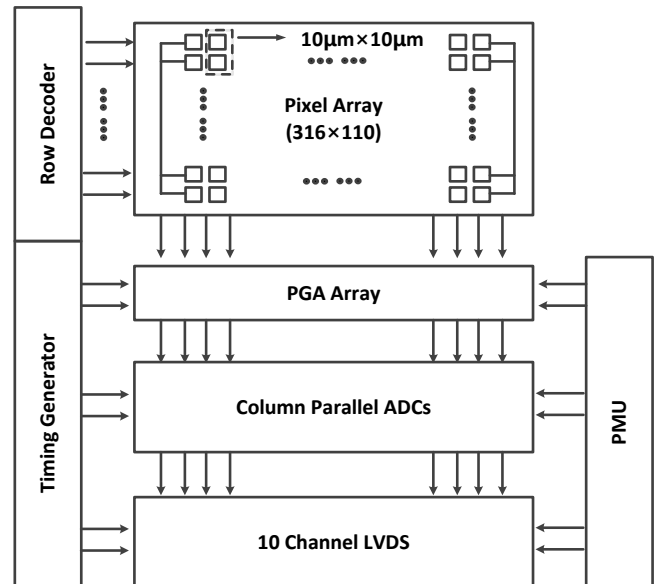 Row Decoder
10μm×10μm
Pixel Array
(316×110)
PGA Array
Timing Generator
Column Parallel ADCs
PMU
10 Channel LVDS